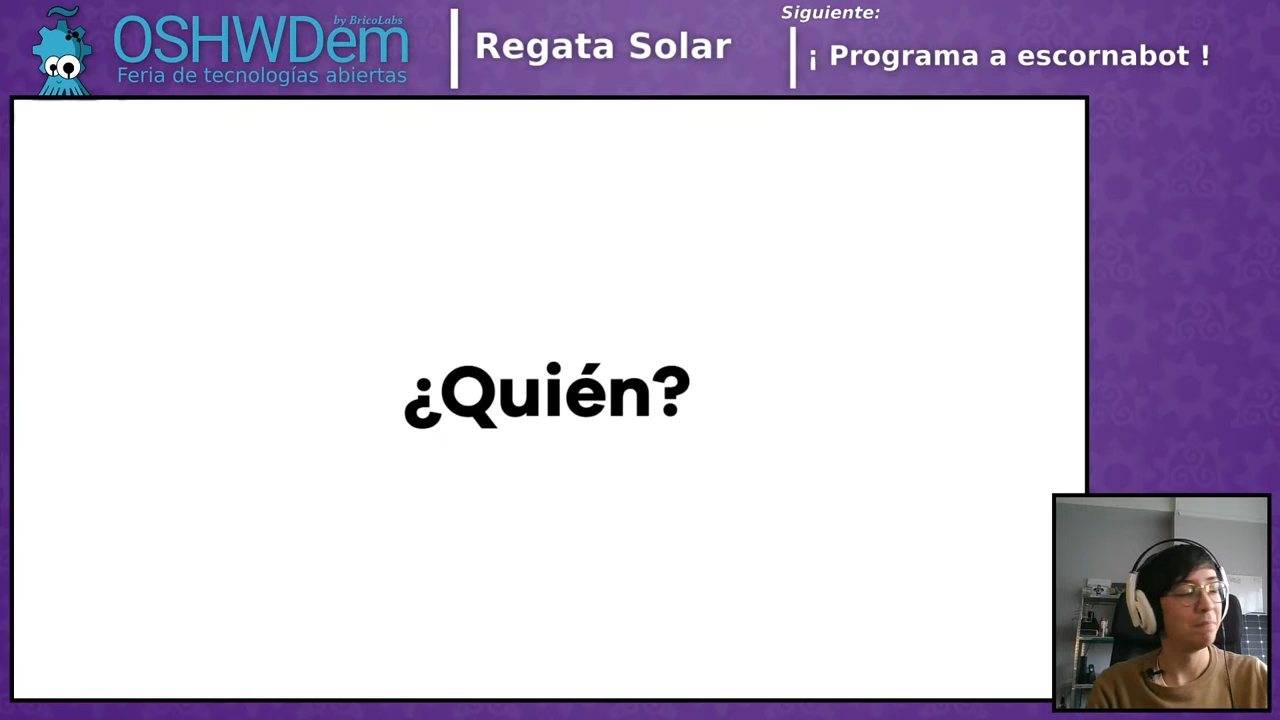 OSHWDem
by BricoLabs
Feria de tecnologías abiertas
Regata Solar
Siguiente:
¡ Programa a escornabot !
¿Quién?